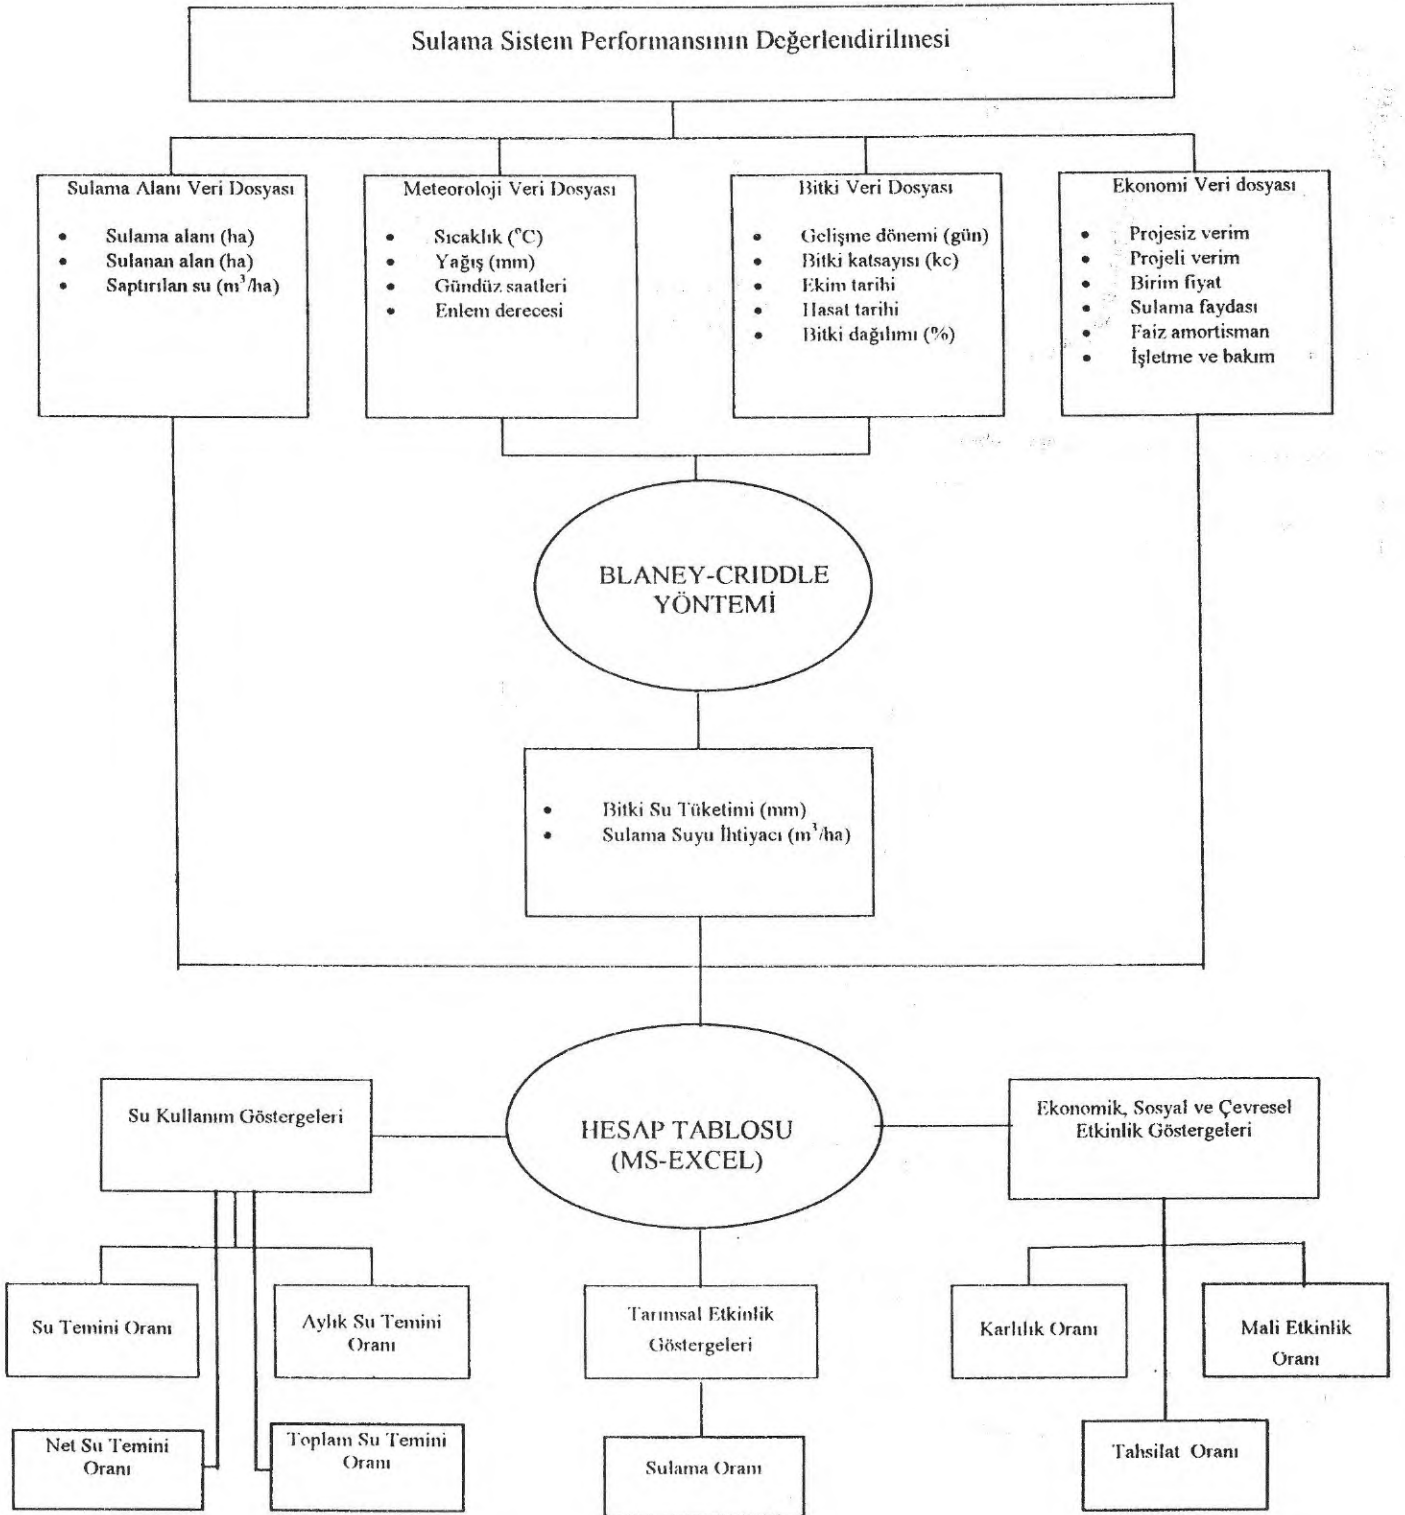 Sulama Sistem Performansının Değerlendirilmesi
Sulama Alanı Veri Dosyası
• Sulama alanı (ha)
• Sulanan alan (ha)
• Saptırılan su (m³/ha)
Meteoroloji Veri Dosyası
• Sıcaklık (°C)
• Yağış (mm)
• Gündüz saatleri
• Enlem derecesi
Bitki Veri Dosyası
• Gelişme dönemi (gün)
• Bitki katsayısı (kc)
• Ekim tarihi
• Hasat tarihi
• Bitki dağılımı (%)
Ekonomi Veri dosyası
• Projesiz verim
• Projeli verim
• Birim fiyat
• Sulama faydası
• Faiz amortisman
• İşletme ve bakım
BLANEY-CRIDDLE
YÖNTEMİ
• Bitki Su Tüketimi (mm)
• Sulama Suyu İhtiyacı (m³/ha)
HESAP TABLOSU
(MS-EXCEL)
Su Kullanım Göstergeleri
Ekonomik, Sosyal ve Çevresel
Etkinlik Göstergeleri
Su Temini Oranı
Aylık Su Temini
Oranı
Tarımsal Etkinlik
Göstergeleri
Karlılık Oranı
Mali Etkinlik
Oranı
Net Su Temini
Oranı
Toplam Su Temini
Oranı
Sulama Oranı
Tahsilat Oranı